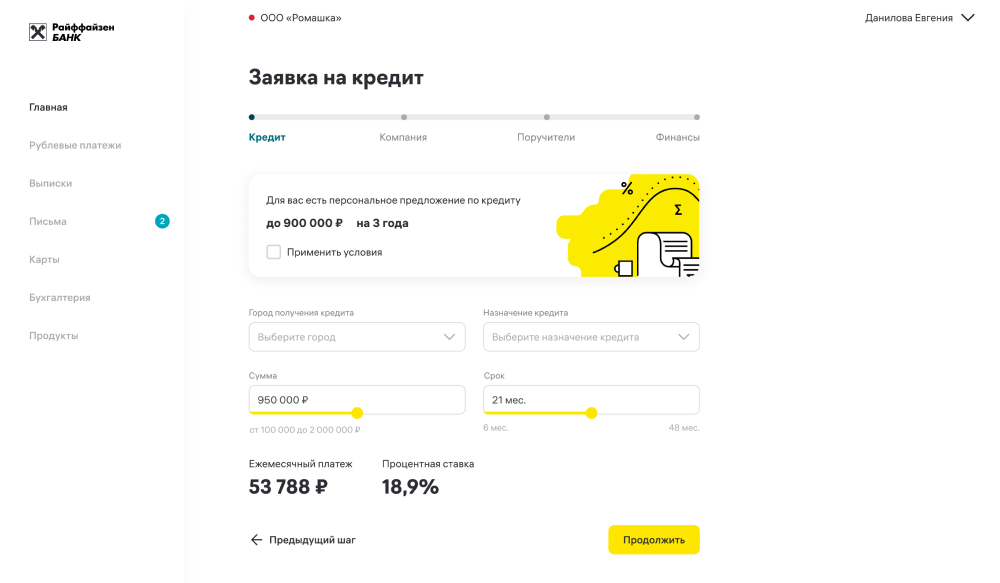 Райффайзен
БАНК
ООО «Ромашка»
Данилова Евгения
Главная
Рублевые платежи
Выписки
Письма 2
Карты
Бухгалтерия
Продукты
Заявка на кредит
Кредит Компания Поручители Финансы
Для вас есть персональное предложение по кредиту
до 900 000 ₽ на 3 года
Применить условия
% Σ
Город получения кредита Назначение кредита
Выберите город Выберите назначение кредита
Сумма Срок
950 000 ₽ 21 мес.
от 100 000 до 2 000 000 ₽ 6 мес. 48 мес.
Ежемесячный платеж Процентная ставка
53 788 ₽ 18,9%
Предыдущий шаг Продолжить